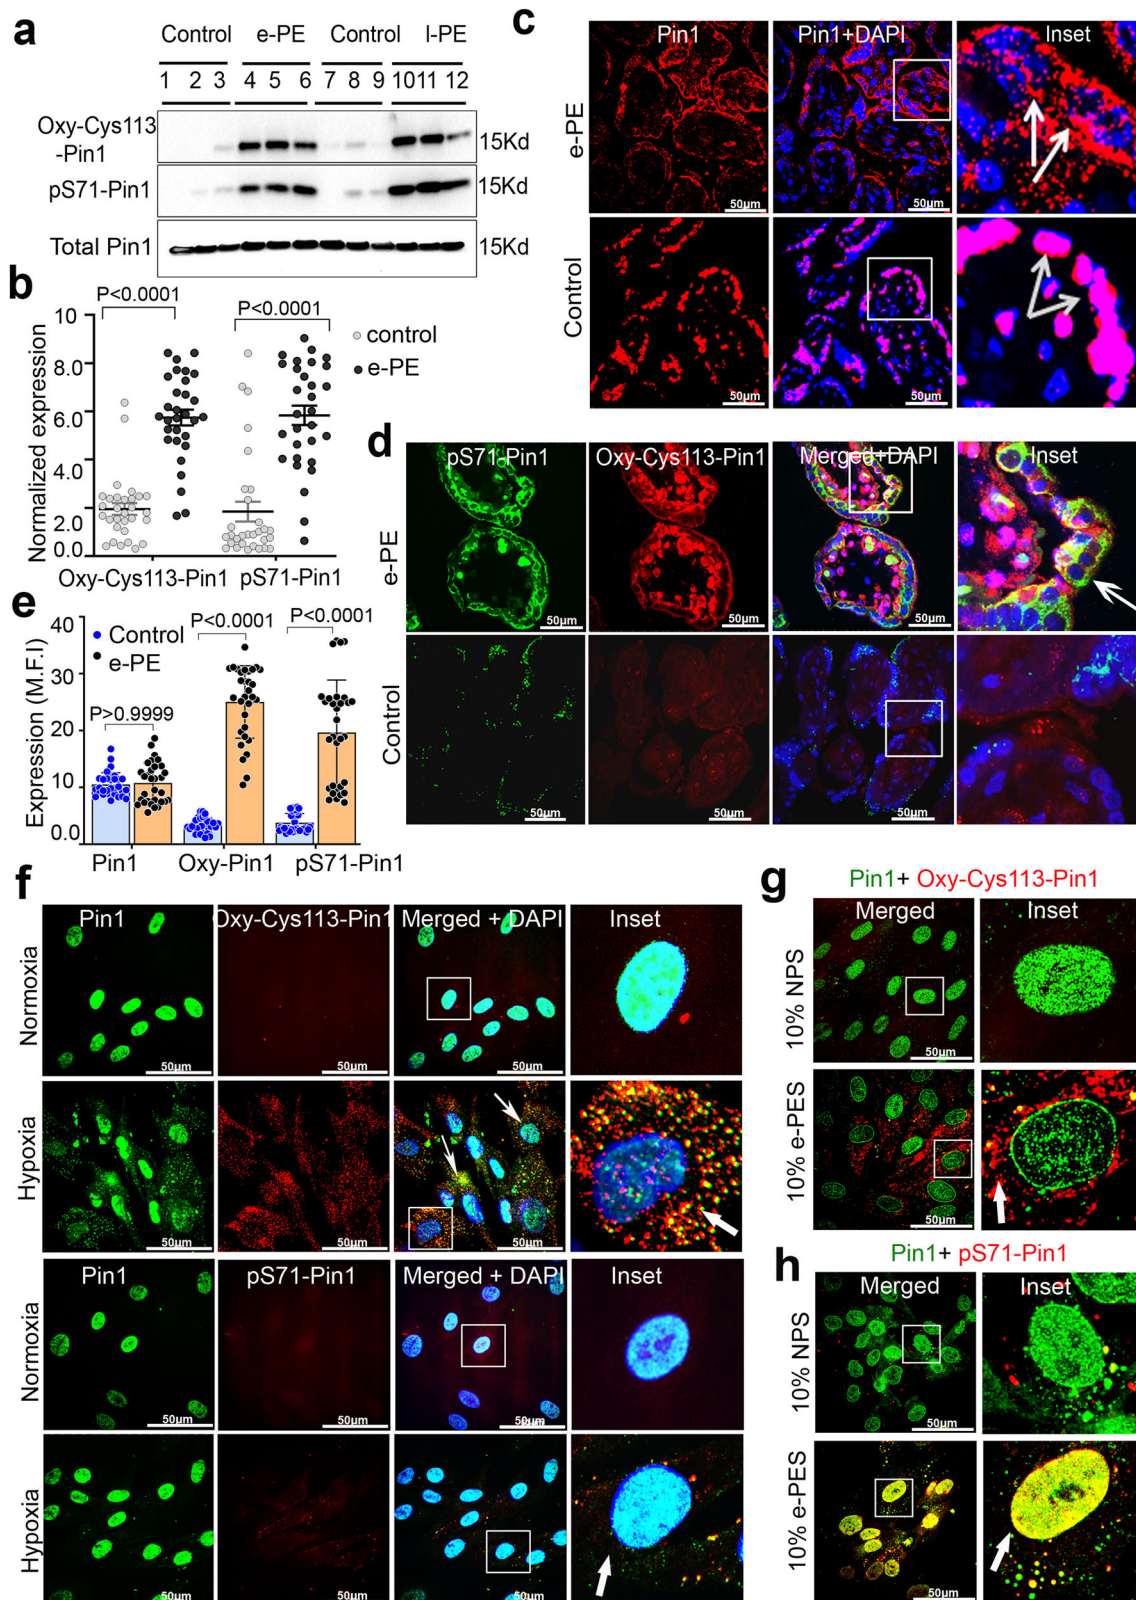 a
Control e-PE Control l-PE
1 2 3 4 5 6 7 8 9 10 11 12
Oxy-Cys113
-Pin1
15Kd
pS71-Pin1
15Kd
Total Pin1
15Kd
b
P<0.0001
P<0.0001
control
e-PE
Normalized expression
10
8.0
6.0
4.0
2.0
0.0
Oxy-Cys113-Pin1 pS71-Pin1
c
Pin1 Pin1+DAPI Inset
e-PE
50µm 50µm
Control
50µm 50µm
d
pS71-Pin1 Oxy-Cys113-Pin1 Merged+DAPI Inset
e-PE
50µm 50µm 50µm
Control
50µm 50µm 50µm
e
Control
e-PE
P<0.0001 P<0.0001
P>0.9999
Expression (M.F.I)
40
30
20
10
0.0
Pin1 Oxy-Pin1 pS71-Pin1
f
Pin1 Oxy-Cys113-Pin1 Merged + DAPI Inset
Normoxia
50µm 50µm 50µm
Hypoxia
50µm 50µm 50µm
Pin1 pS71-Pin1 Merged + DAPI Inset
Normoxia
50µm 50µm
Hypoxia
50µm 50µm 50µm
g
Pin1+ Oxy-Cys113-Pin1
Merged Inset
10% NPS
50µm
10% e-PES
50µm
h
Pin1+ pS71-Pin1
Merged Inset
10% NPS
50µm
10% e-PES
50µm